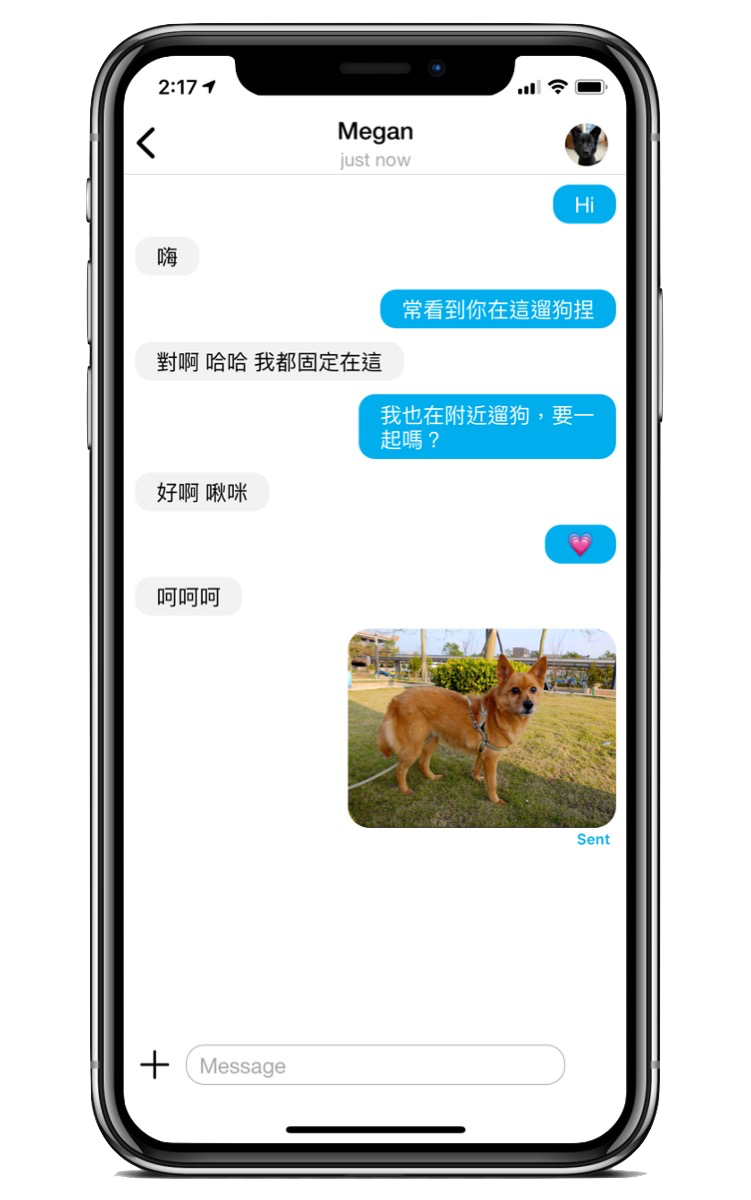 2:17
Megan
just now
Hi
嗨
常看到你在這遛狗捏
對啊 哈哈 我都固定在這
我也在附近遛狗，要一
起嗎？
好啊 啾咪
💗
呵呵呵
Sent
Message